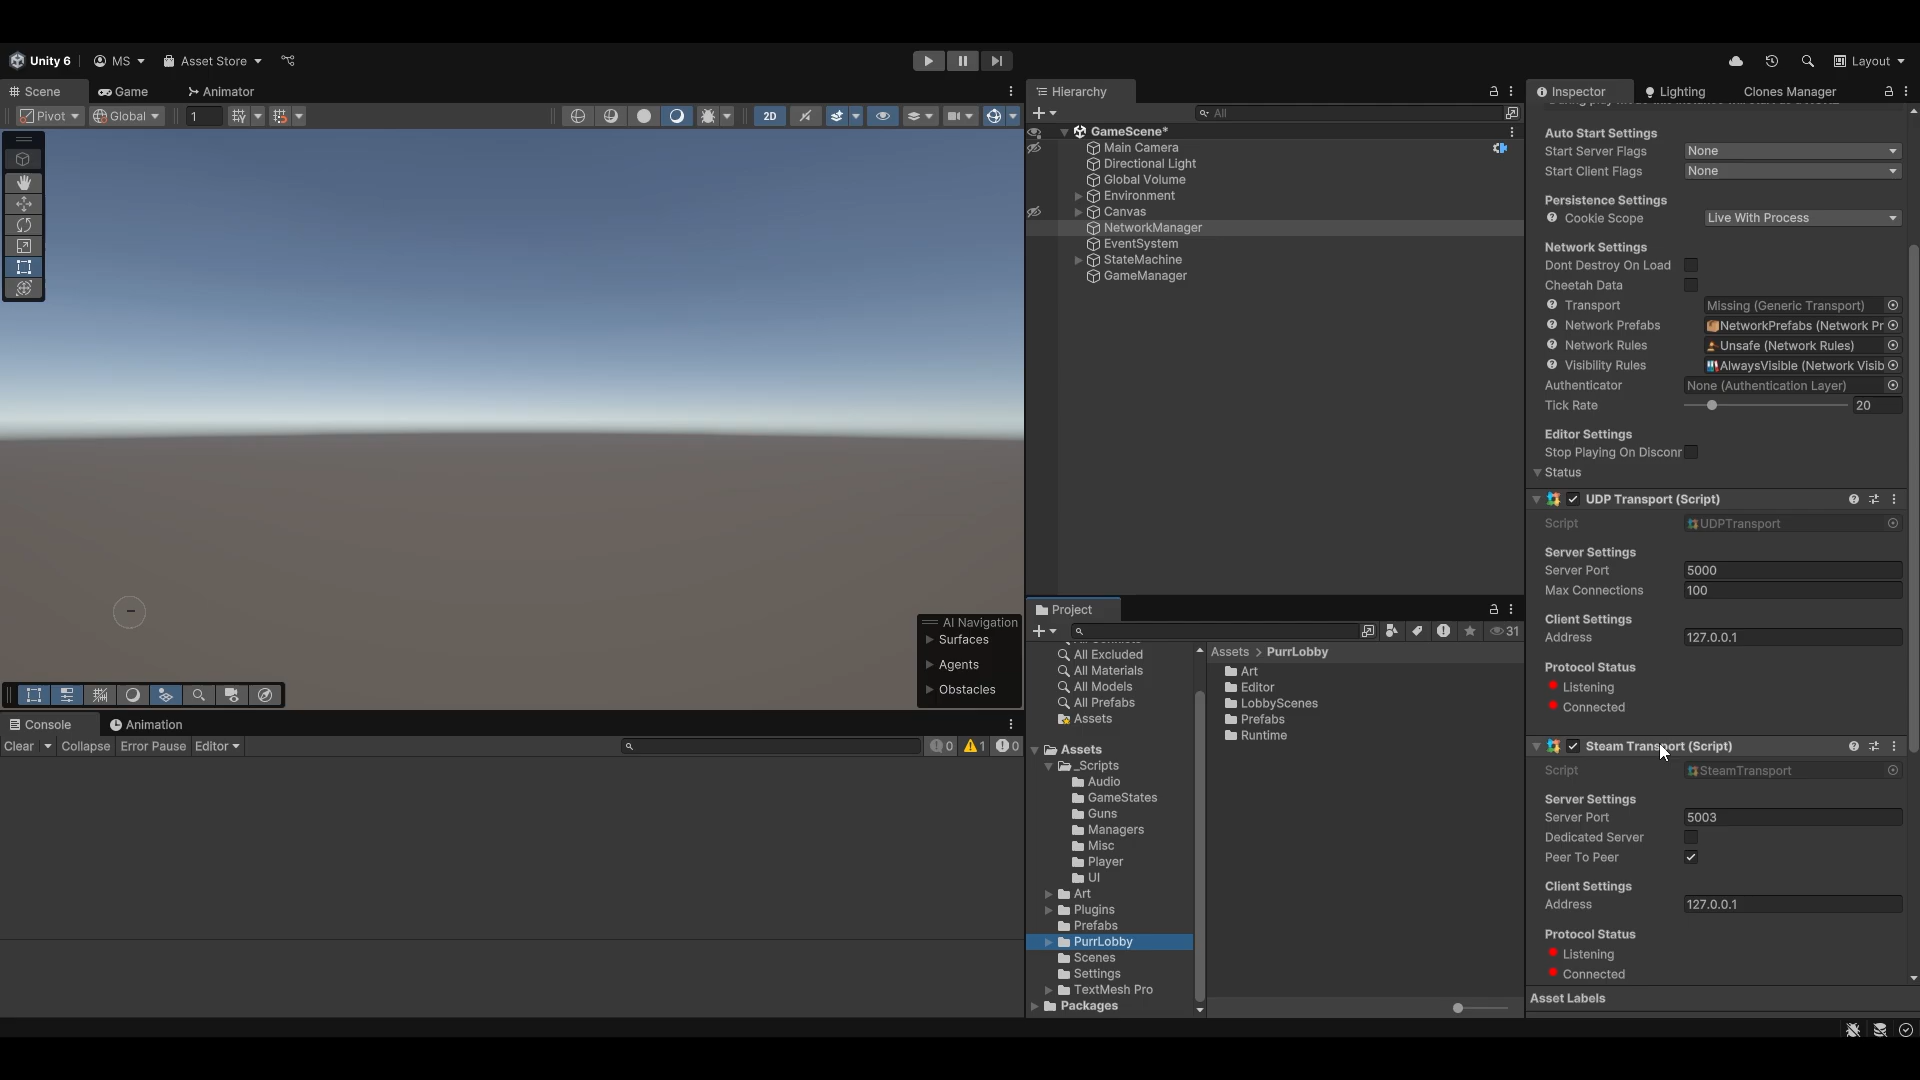 Unity 6
MS
Asset Store
Layout
Scene
Game
Animator
Pivot
Global
1
2D
AI Navigation
Surfaces
Agents
Obstacles
Console
Animation
Clear
Collapse
Error Pause
Editor
0
1
0
Hierarchy
All
GameScene*
Main Camera
Directional Light
Global Volume
Environment
Canvas
NetworkManager
EventSystem
StateMachine
GameManager
Project
31
All Excluded
All Materials
All Models
All Prefabs
Assets
Assets
_Scripts
Audio
GameStates
Guns
Managers
Misc
Player
UI
Art
Plugins
Prefabs
PurrLobby
Scenes
Settings
TextMesh Pro
Packages
Assets > PurrLobby
Art
Editor
LobbyScenes
Prefabs
Runtime
Inspector
Lighting
Clones Manager
Auto Start Settings
Start Server Flags None
Start Client Flags None
Persistence Settings
Cookie Scope Live With Process
Network Settings
Dont Destroy On Load
Cheetah Data
Transport Missing (Generic Transport)
Network Prefabs NetworkPrefabs (Network Pr
Network Rules Unsafe (Network Rules)
Visibility Rules AlwaysVisible (Network Visib
Authenticator None (Authentication Layer)
Tick Rate 20
Editor Settings
Stop Playing On Disconr
Status
UDP Transport (Script)
Script UDPTransport
Server Settings
Server Port 5000
Max Connections 100
Client Settings
Address 127.0.0.1
Protocol Status
Listening
Connected
Steam Transport (Script)
Script SteamTransport
Server Settings
Server Port 5003
Dedicated Server
Peer To Peer
Client Settings
Address 127.0.0.1
Protocol Status
Listening
Connected
Asset Labels